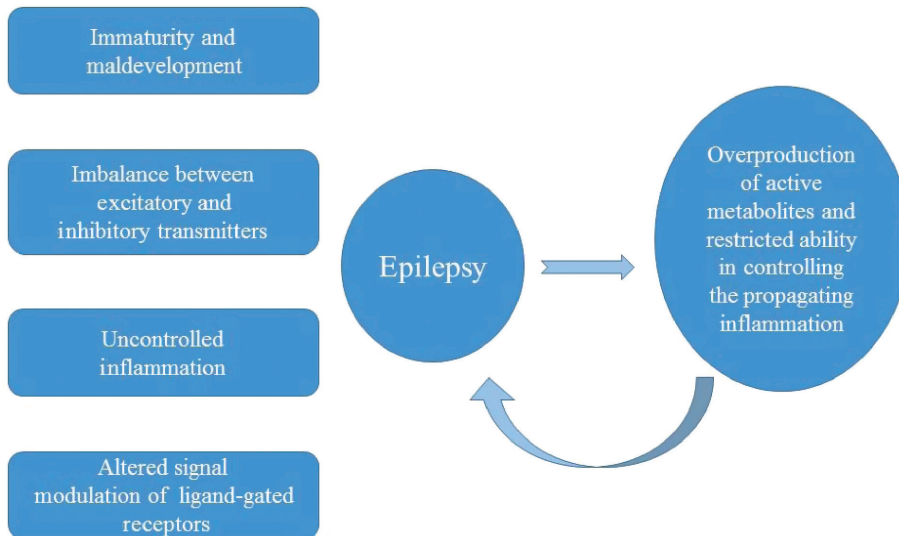 Immaturity and
maldevelopment
Imbalance between
excitatory and
inhibitory transmitters
Uncontrolled
inflammation
Altered signal
modulation of ligand-gated
receptors
Epilepsy
Overproduction
of active
metabolites and
restricted ability
in controlling
the propagating
inflammation